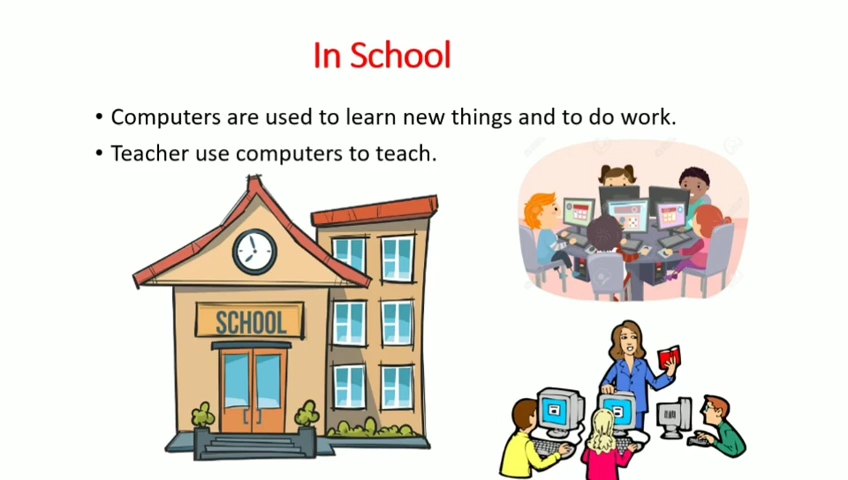 In School
• Computers are used to learn new things and to do work.
• Teacher use computers to teach.
SCHOOL